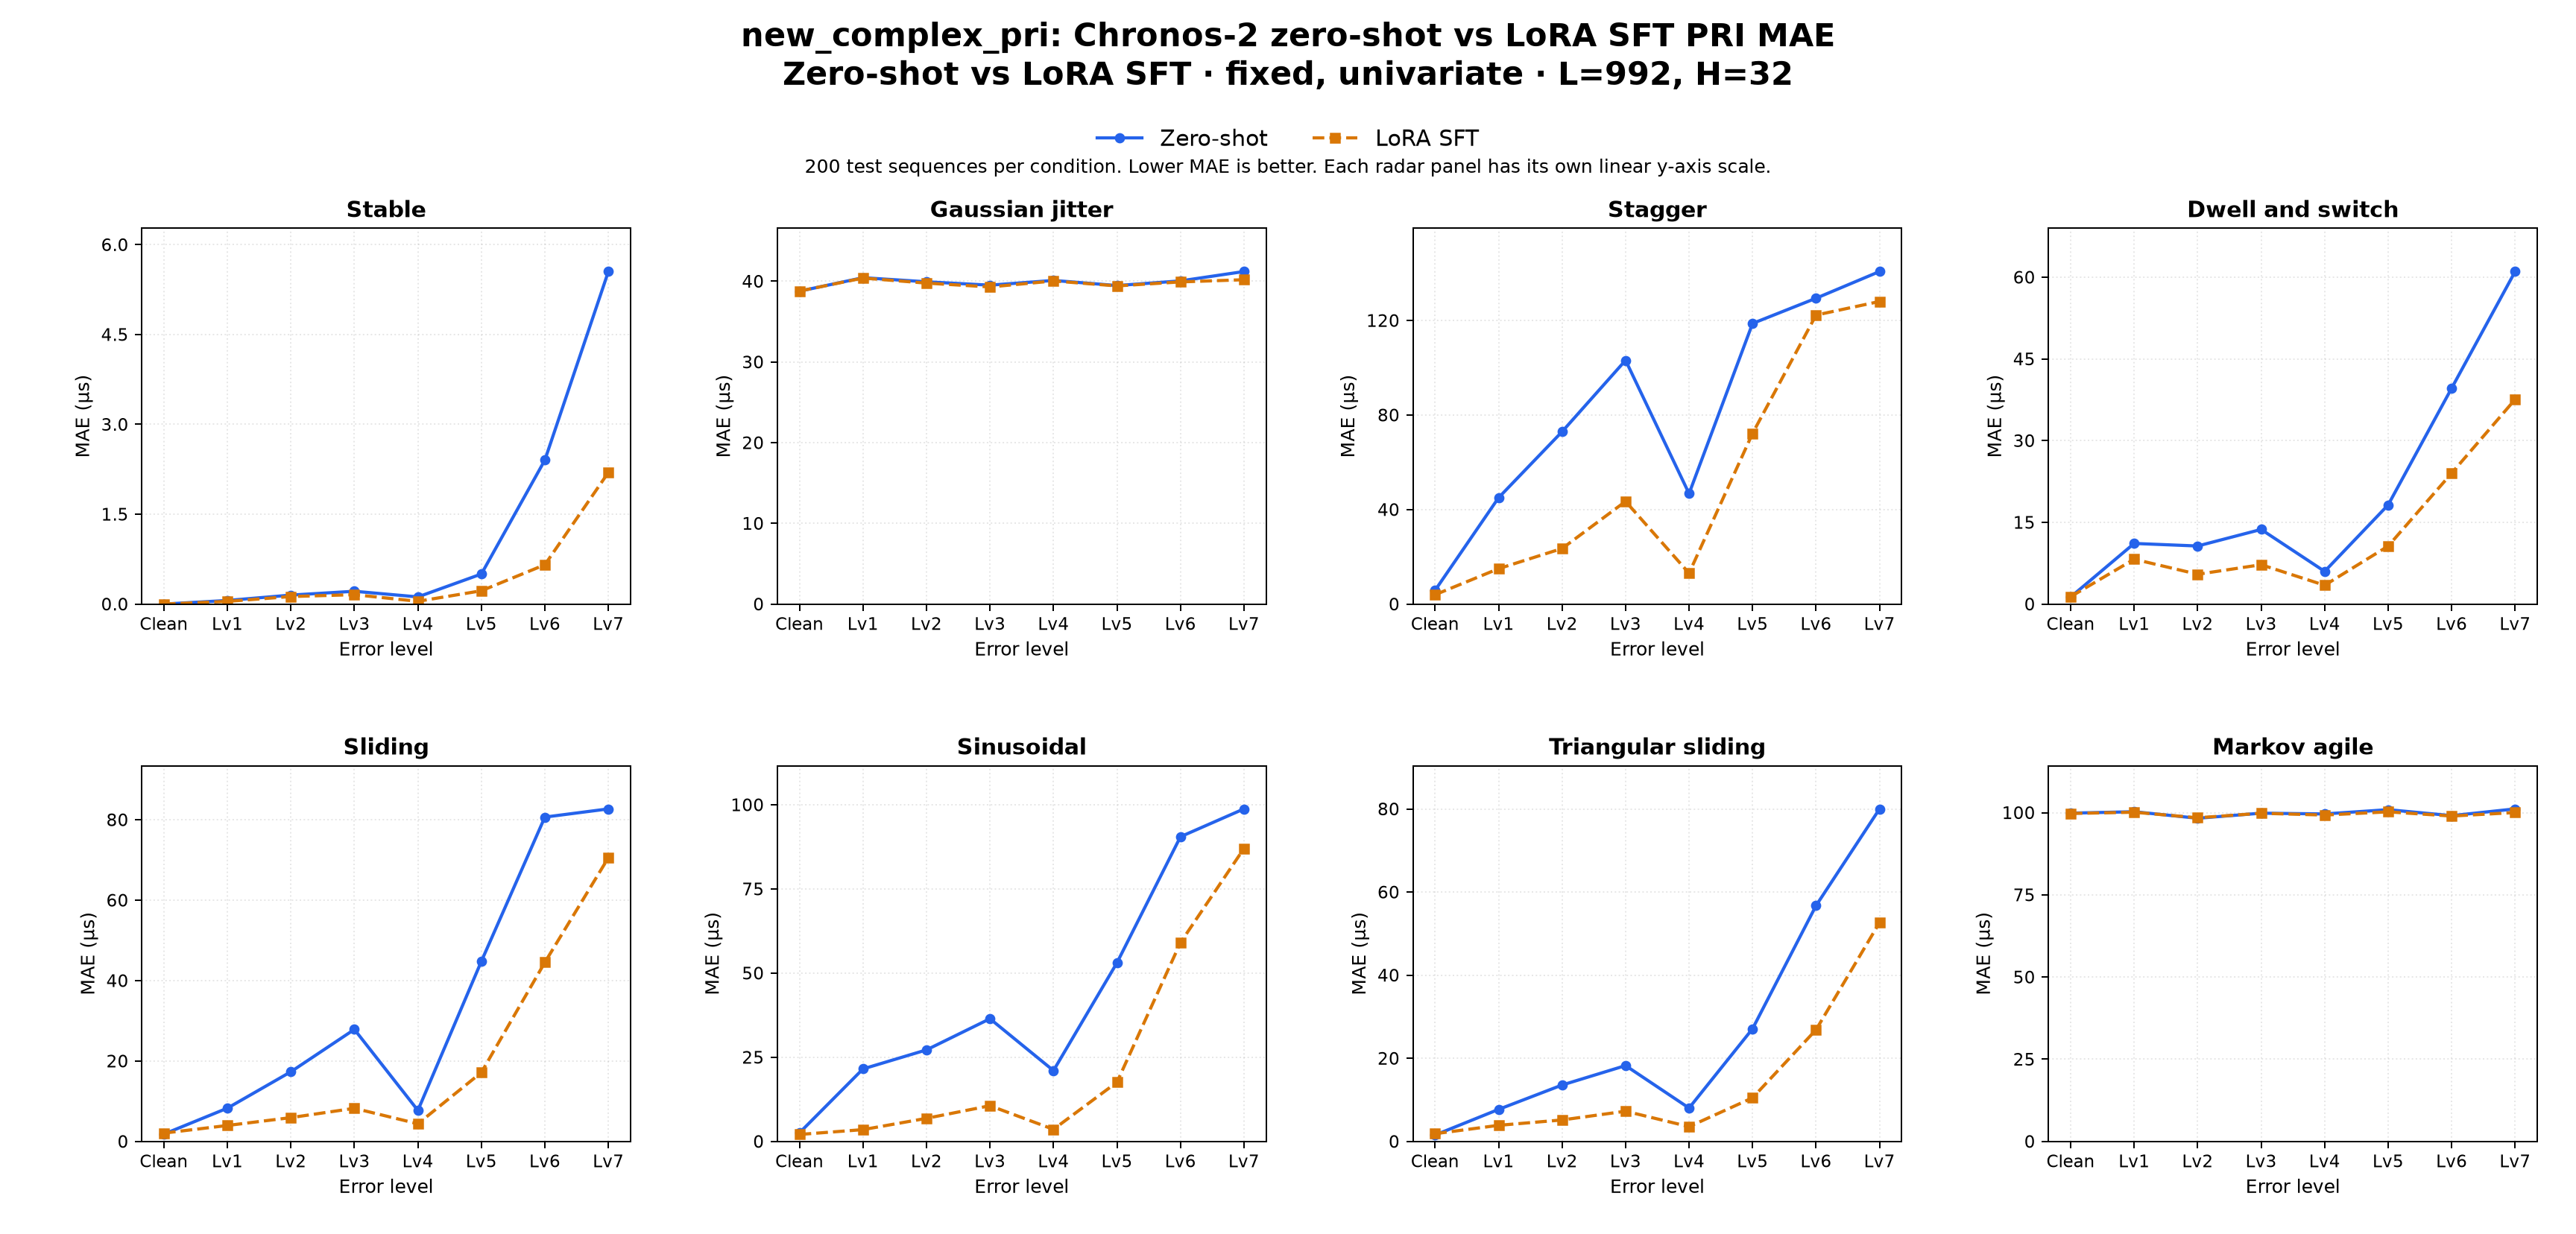 new_complex_pri: Chronos-2 zero-shot vs LoRA SFT PRI MAE
Zero-shot vs LoRA SFT · fixed, univariate · L=992, H=32
Zero-shot LoRA SFT
200 test sequences per condition. Lower MAE is better. Each radar panel has its own linear y-axis scale.
Stable
6.0
4.5
3.0
1.5
0.0
MAE (µs)
Clean Lv1 Lv2 Lv3 Lv4 Lv5 Lv6 Lv7
Error level
Gaussian jitter
40
30
20
10
0
MAE (µs)
Clean Lv1 Lv2 Lv3 Lv4 Lv5 Lv6 Lv7
Error level
Stagger
120
80
40
0
MAE (µs)
Clean Lv1 Lv2 Lv3 Lv4 Lv5 Lv6 Lv7
Error level
Dwell and switch
60
45
30
15
0
MAE (µs)
Clean Lv1 Lv2 Lv3 Lv4 Lv5 Lv6 Lv7
Error level
Sliding
80
60
40
20
0
MAE (µs)
Clean Lv1 Lv2 Lv3 Lv4 Lv5 Lv6 Lv7
Error level
Sinusoidal
100
75
50
25
0
MAE (µs)
Clean Lv1 Lv2 Lv3 Lv4 Lv5 Lv6 Lv7
Error level
Triangular sliding
80
60
40
20
0
MAE (µs)
Clean Lv1 Lv2 Lv3 Lv4 Lv5 Lv6 Lv7
Error level
Markov agile
100
75
50
25
0
MAE (µs)
Clean Lv1 Lv2 Lv3 Lv4 Lv5 Lv6 Lv7
Error level